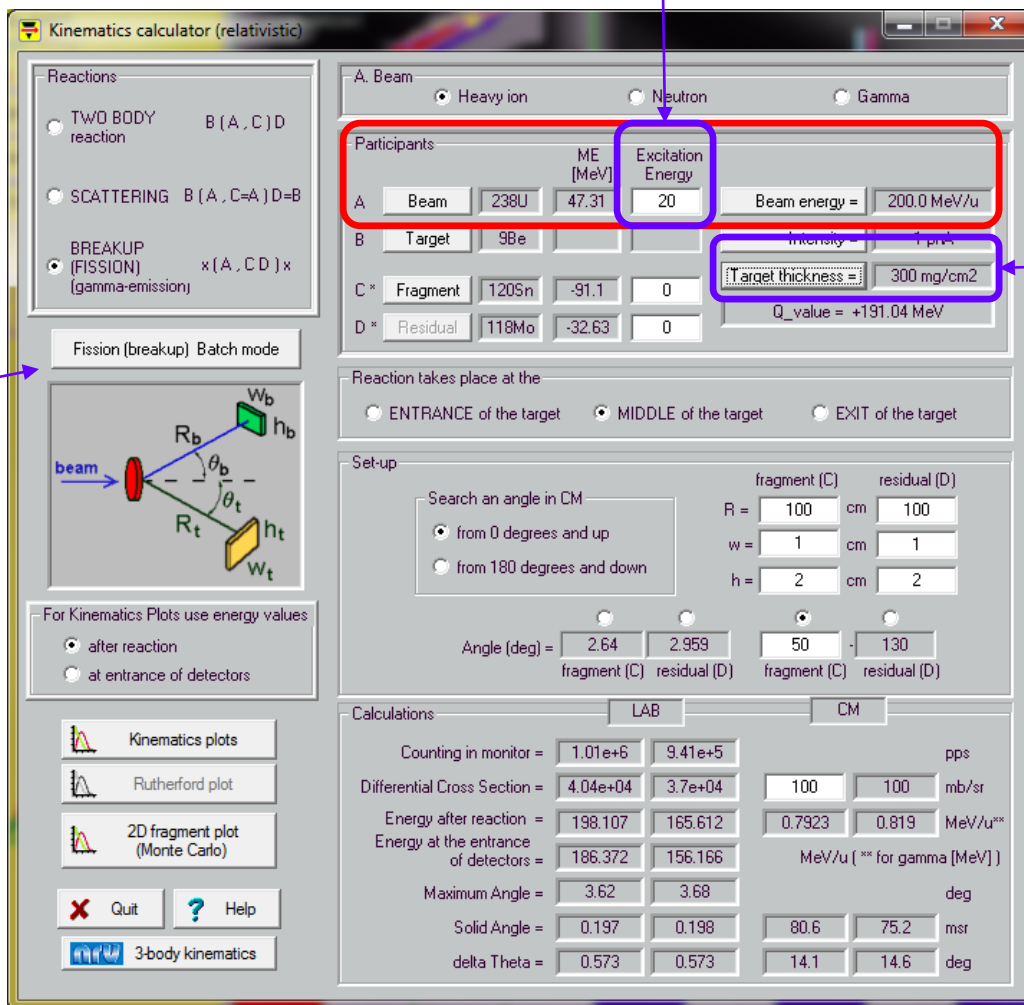 Kinematics calculator (relativistic)
Reactions
TWO BODY reaction B ( A , C ) D
SCATTERING B ( A , C=A ) D=B
BREAKUP (FISSION) (gamma-emission) x ( A , C D ) x
Fission (breakup) Batch mode
beam
Rb
θb
Wb
hb
Rt
θt
ht
Wt
For Kinematics Plots use energy values
after reaction
at entrance of detectors
Kinematics plots
Rutherford plot
2D fragment plot
(Monte Carlo)
Quit
Help
3-body kinematics
A. Beam
Heavy ion Neutron Gamma
Participants
ME [MeV] Excitation Energy
A Beam 238U 47.31 20 Beam energy = 200.0 MeV/u
B Target 9Be Intensity = 1 pnA
Target thickness = 300 mg/cm2
C * Fragment 120Sn -91.1 0
D * Residual 118Mo -32.63 0
Q_value = +191.04 MeV
Reaction takes place at the
ENTRANCE of the target MIDDLE of the target EXIT of the target
Set-up
Search an angle in CM
from 0 degrees and up
from 180 degrees and down
fragment (C) residual (D)
R = 100 cm 100
w = 1 cm 1
h = 2 cm 2
Angle (deg) = 2.64 2.959 50 - 130
fragment (C) residual (D) fragment (C) residual (D)
Calculations LAB CM
Counting in monitor = 1.01e+6 9.41e+5 pps
Differential Cross Section = 4.04e+04 3.7e+04 100 100 mb/sr
Energy after reaction = 198.107 165.612 0.7923 0.819 MeV/u**
Energy at the entrance
of detectors = 186.372 156.166 MeV/u ( ** for gamma [MeV] )
Maximum Angle = 3.62 3.68 deg
Solid Angle = 0.197 0.198 80.6 75.2 msr
delta Theta = 0.573 0.573 14.1 14.6 deg